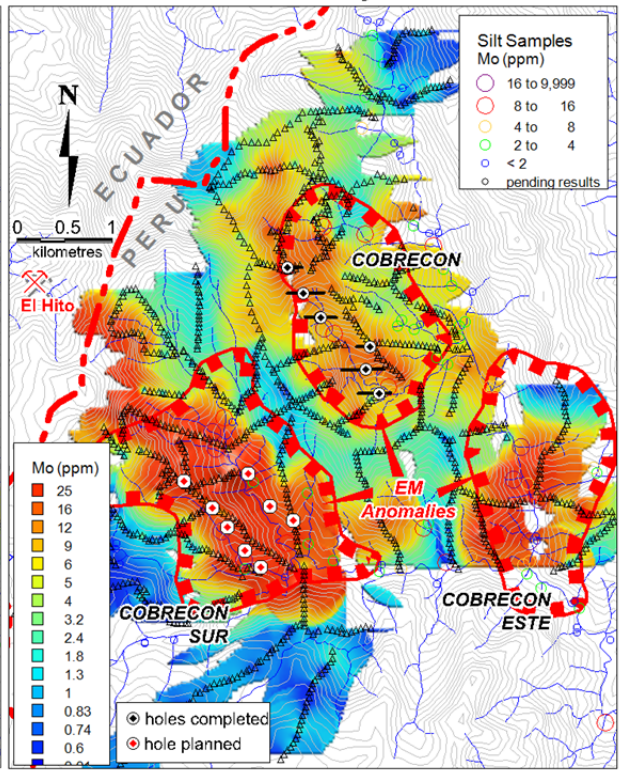 Silt Samples
Mo (ppm)
16 to 9,999
8 to 16
4 to 8
2 to 4
< 2
pending results
N
ECUADOR
PERU
0 0.5 1
kilometres
El Hito
COBRECON
EM
Anomalies
COBRECON
SUR
COBRECON
ESTE
Mo (ppm)
25
16
12
9
6
5
4
3.2
2.4
1.8
1.3
1
0.83
0.74
0.6
holes completed
hole planned